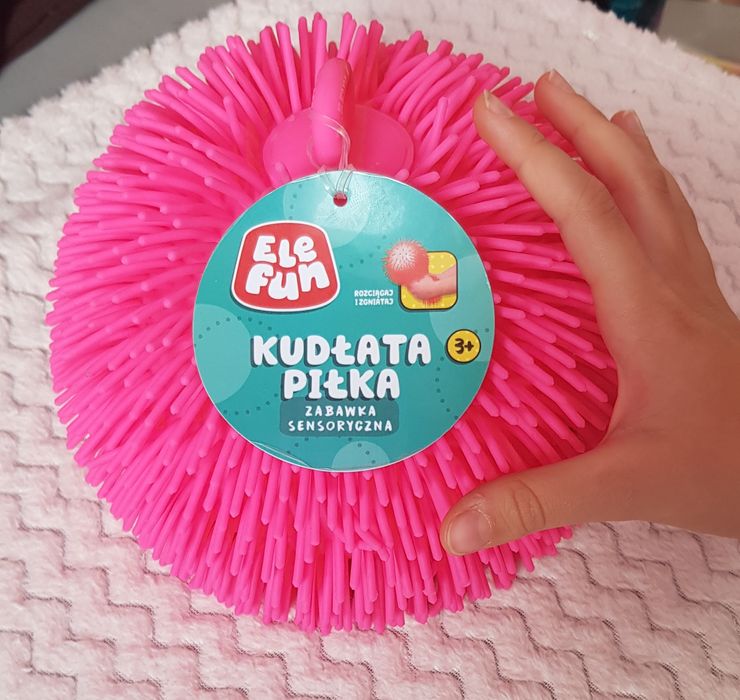 ELe
Fun
ROZCIĄGAJ
I ZGNIATAJ
KUDŁATA
PIŁKA
3+
ZABAWKA
SENSORYCZNA